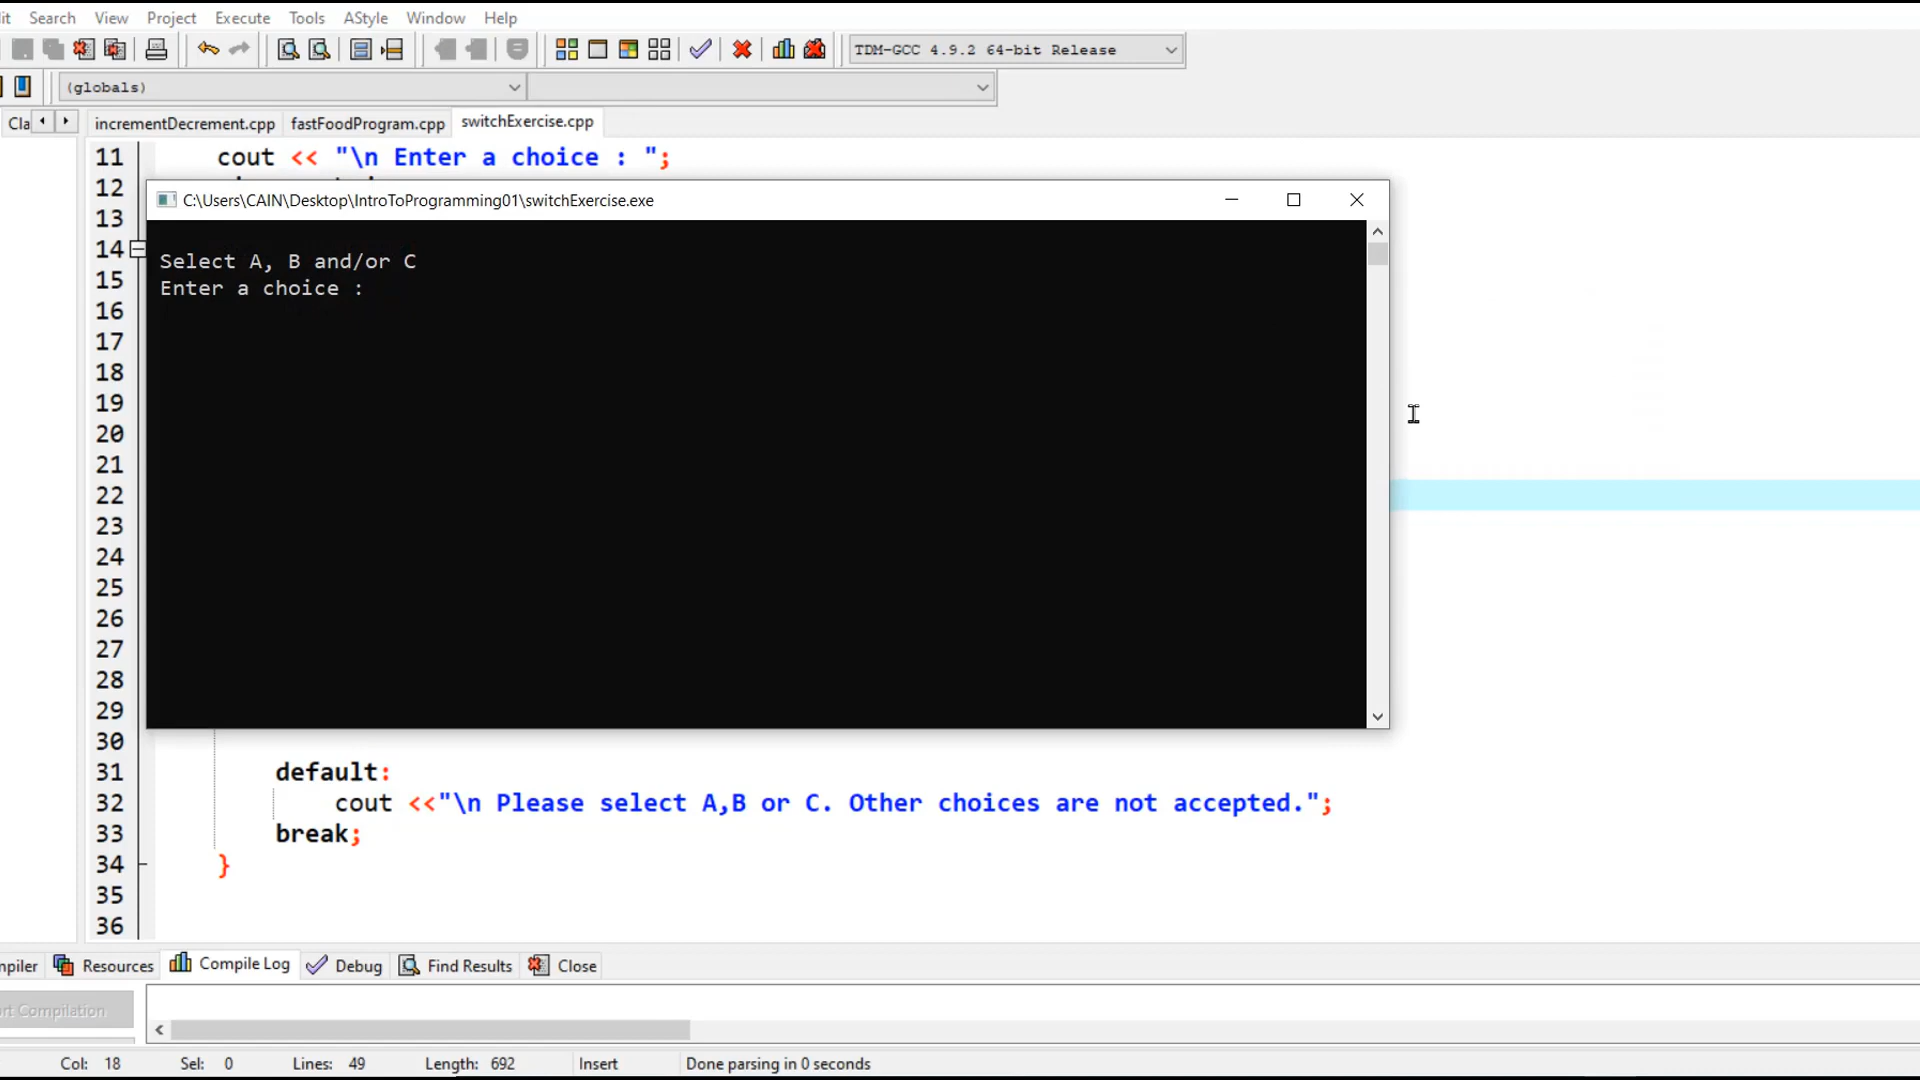 it Search View Project Execute Tools AStyle Window Help
TDM-GCC 4.9.2 64-bit Release
(globals)
Cla incrementDecrement.cpp fastFoodProgram.cpp switchExercise.cpp
11 cout << "\n Enter a choice : ";
12
C:\Users\CAIN\Desktop\IntroToProgramming01\switchExercise.exe
13
14
Select A, B and/or C
15
Enter a choice :
16
17
18
19
20
21
22
23
24
25
26
27
28
29
30
31 default:
32 cout <<"\n Please select A,B or C. Other choices are not accepted.";
33 break;
34 }
35
36
mpiler Resources Compile Log Debug Find Results Close
rt Compilation
Col: 18 Sel: 0 Lines: 49 Length: 692 Insert Done parsing in 0 seconds